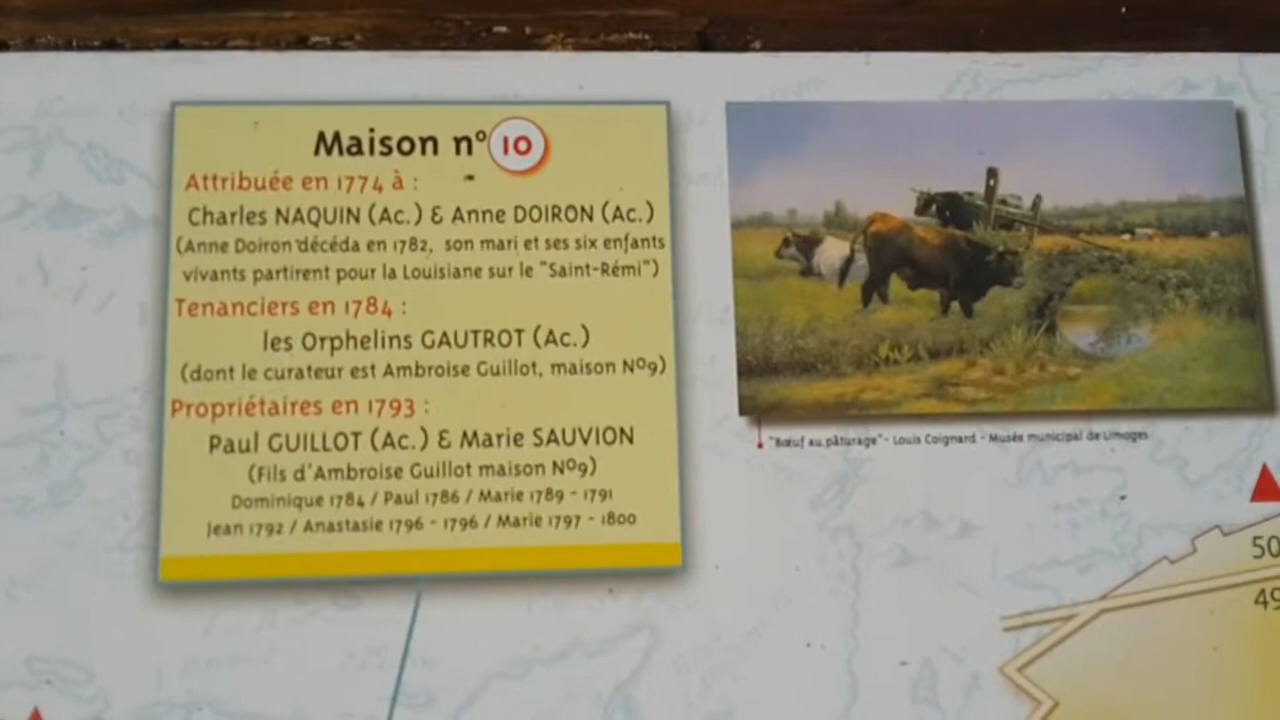 Maison n° 10
Attribuée en 1774 à :
Charles NAQUIN (Ac.) & Anne DOIRON (Ac.)
(Anne Doiron décéda en 1782, son mari et ses six enfants
vivants partirent pour la Louisiane sur le "Saint-Rémi")
Tenanciers en 1784 :
les Orphelins GAUTROT (Ac.)
(dont le curateur est Ambroise Guillot, maison N°9)
Propriétaires en 1793 :
Paul GUILLOT (Ac.) & Marie SAUVION
(Fils d'Ambroise Guillot maison N°9)
Dominique 1784 / Paul 1786 / Marie 1789 - 1791
Jean 1792 / Anastasie 1796 - 1796 / Marie 1797 - 1800
"Bœuf au pâturage" - Louis Coignard - Musée municipal de Limoges
50
49